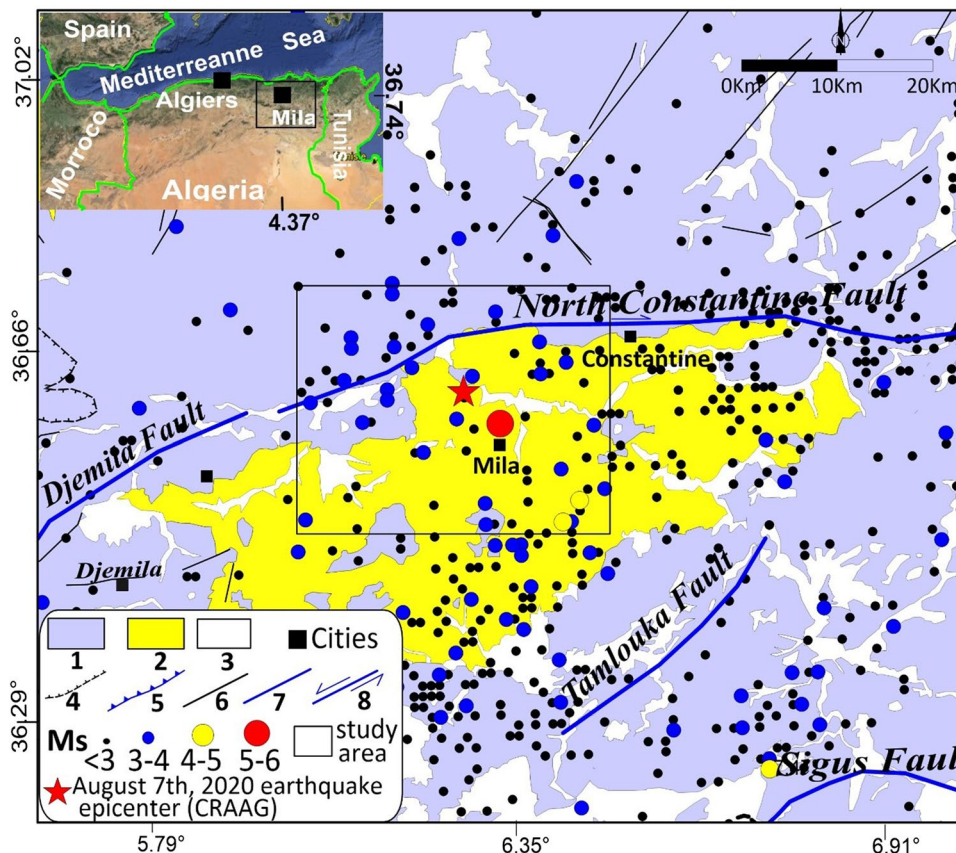 Spain
Mediterreanne Sea
Algiers
Mila
Morroco
Tunisia
Algeria
4.37°
36.74°
37.02°
36.66°
36.29°
N
0Km 10Km 20Km
North Constantine Fault
Constantine
Mila
Djemila Fault
Djemila
Tamlouka Fault
Sigus Faul
1 2 3 Cities
4 5 6 7 8
Ms <3 3-4 4-5 5-6 study
area
August 7th, 2020 earthquake
epicenter (CRAAG)
5.79° 6.35° 6.91°